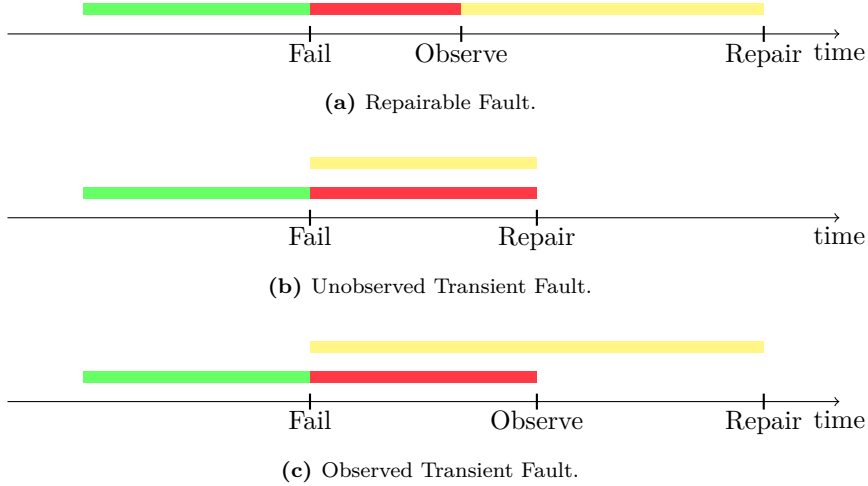 Fail Observe Repair time
(a) Repairable Fault.
Fail Repair time
(b) Unobserved Transient Fault.
Fail Observe Repair time
(c) Observed Transient Fault.